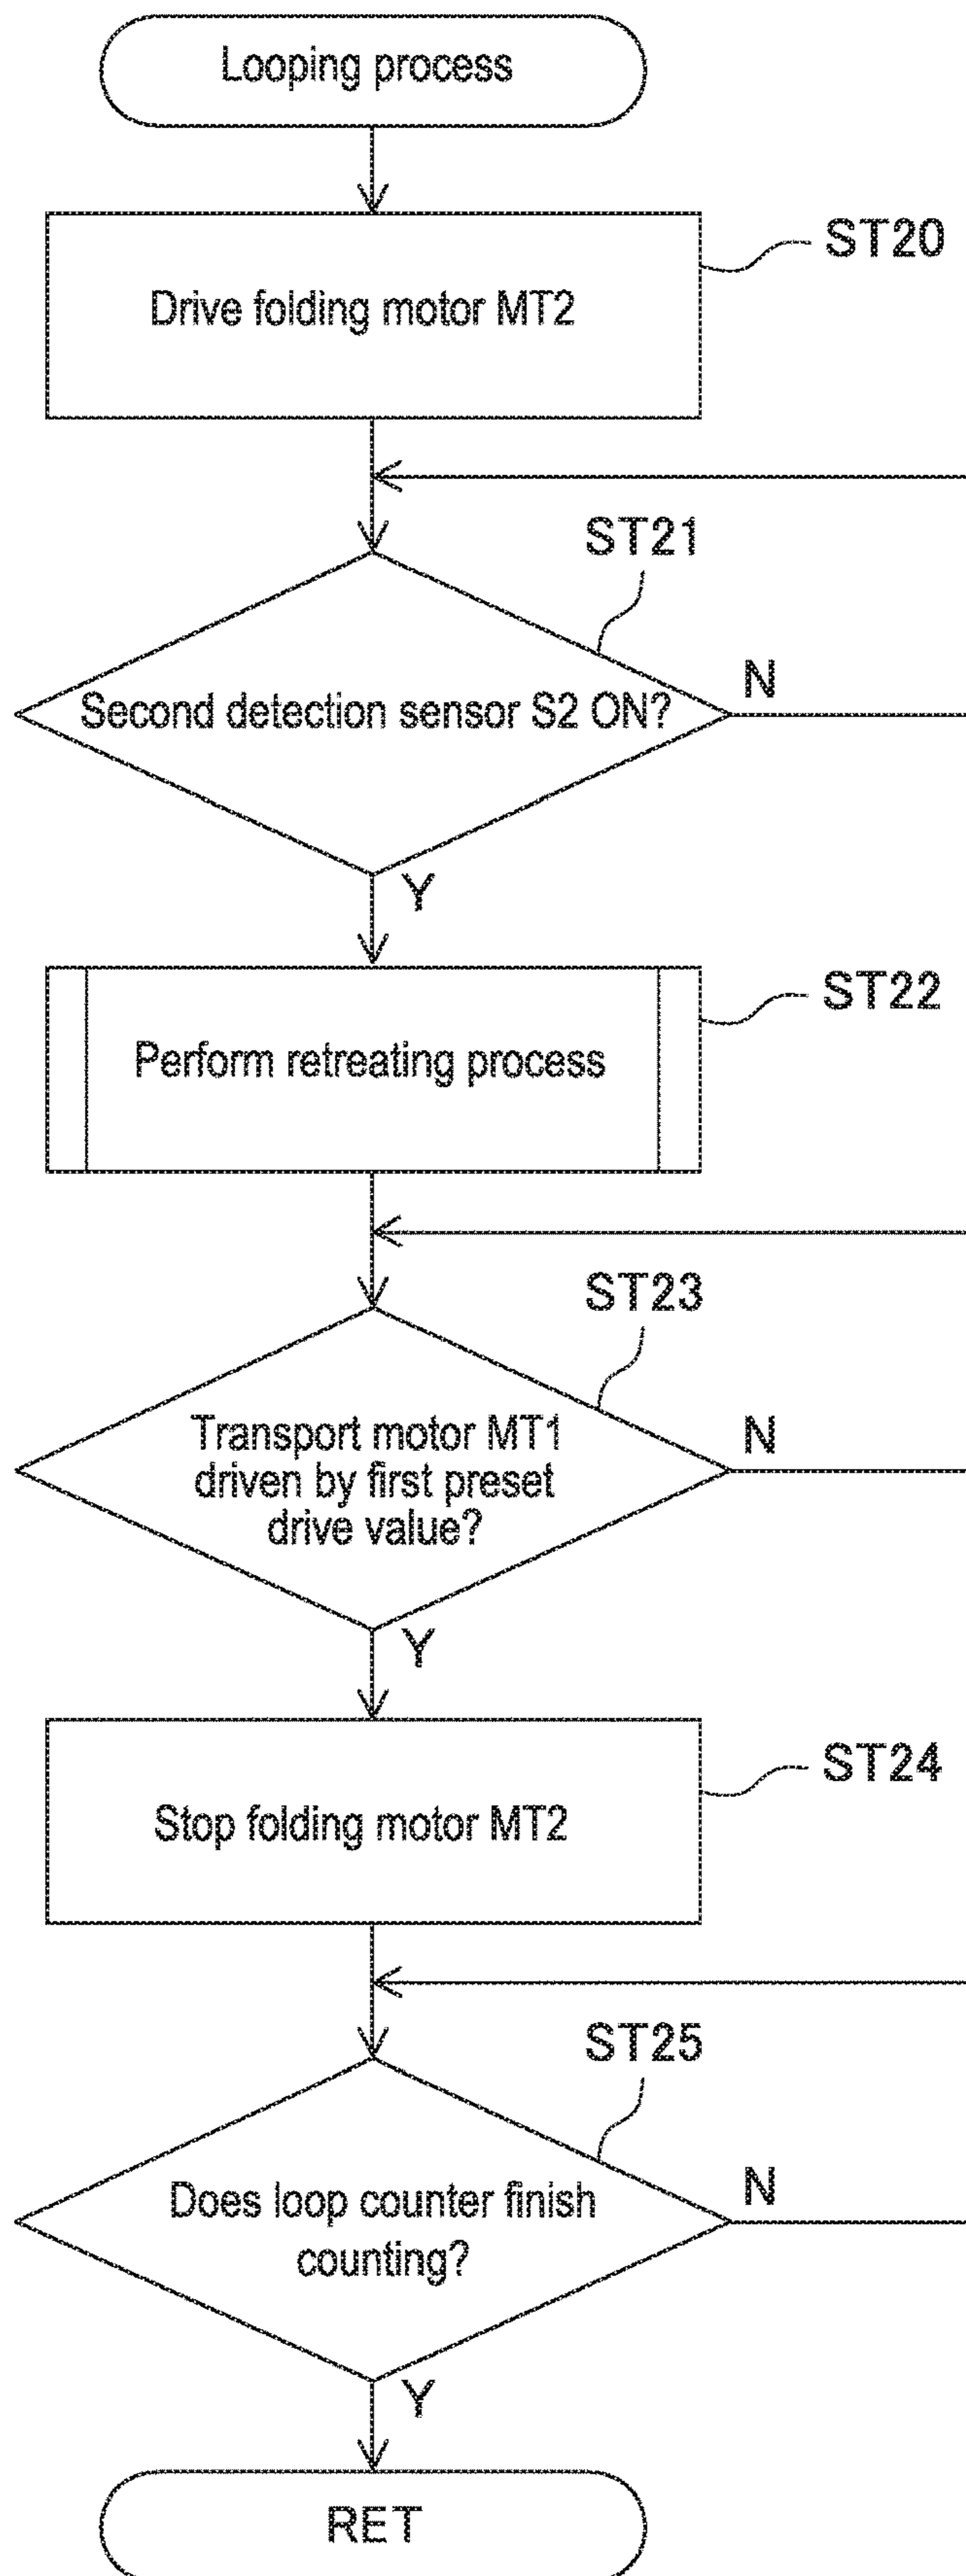 Looping process
ST20
Drive folding motor MT2
ST21
Second detection sensor S2 ON?
N
Y
ST22
Perform retreating process
ST23
Transport motor MT1
driven by first preset
drive value?
N
Y
ST24
Stop folding motor MT2
ST25
Does loop counter finish
counting?
N
Y
RET